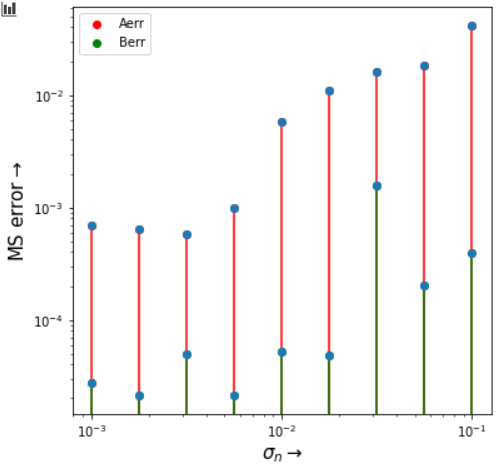 Aerr
Berr
10⁻²
10⁻³
10⁻⁴
MS error →
10⁻³ 10⁻² 10⁻¹
σₙ →